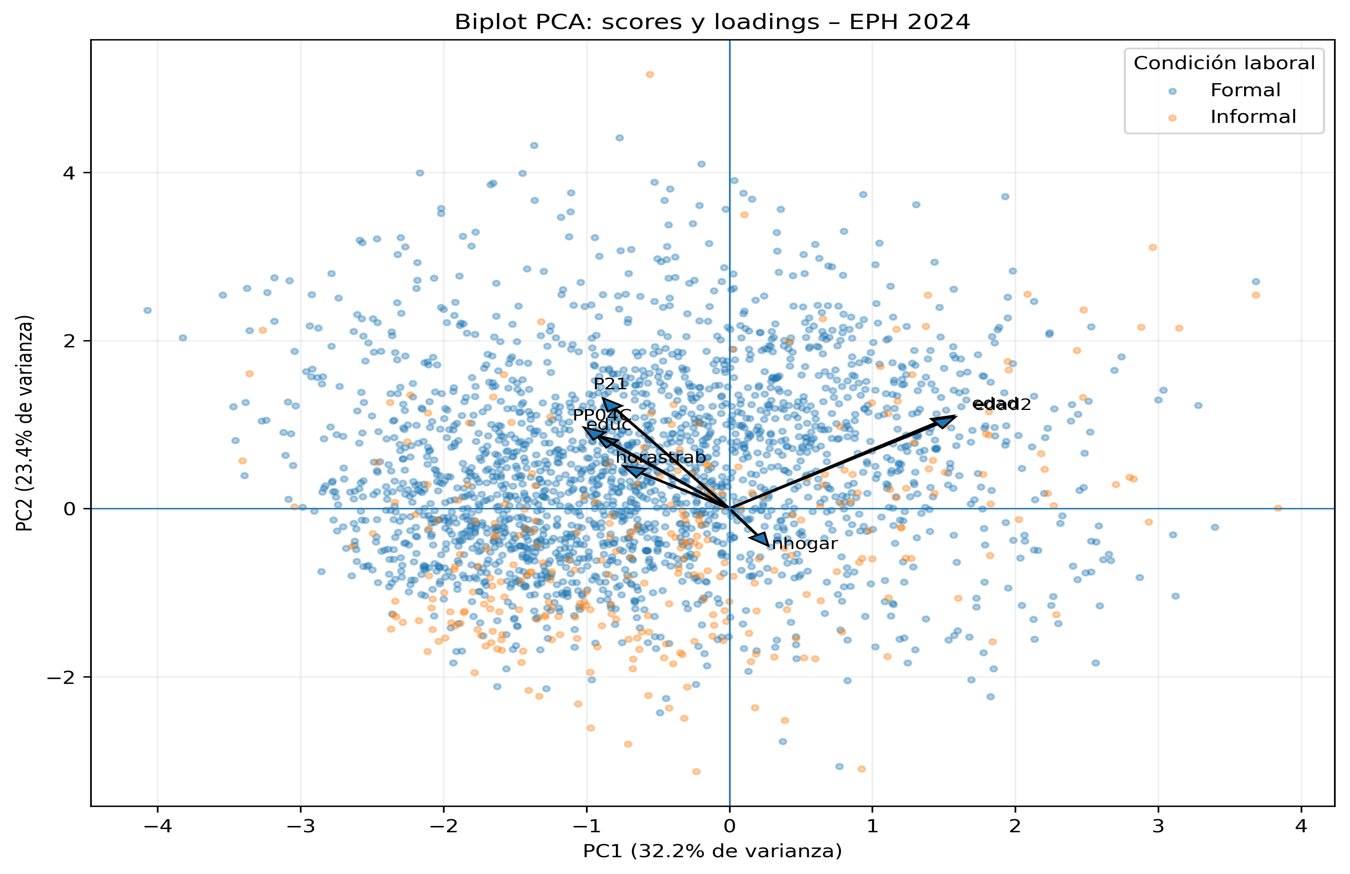 Biplot PCA: scores y loadings – EPH 2024
Condición laboral
Formal
Informal
4
2
0
−2
PC2 (23.4% de varianza)
P21
PP04C
educ
horastrab
edad
edad2
nhogar
−4
−3
−2
−1
0
1
2
3
4
PC1 (32.2% de varianza)